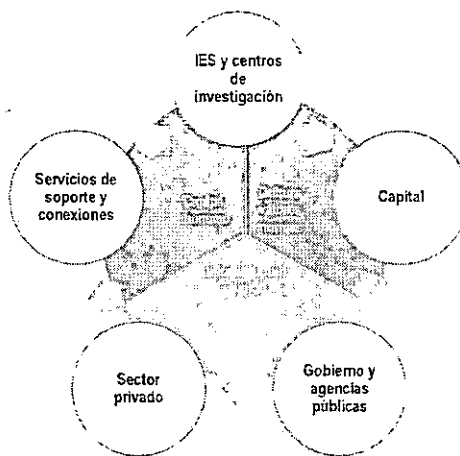 IES y centros
de
investigación
Servicios de
soporte y
conexiones
Capital
Sector
privado
Gobierno y
agencias
públicas